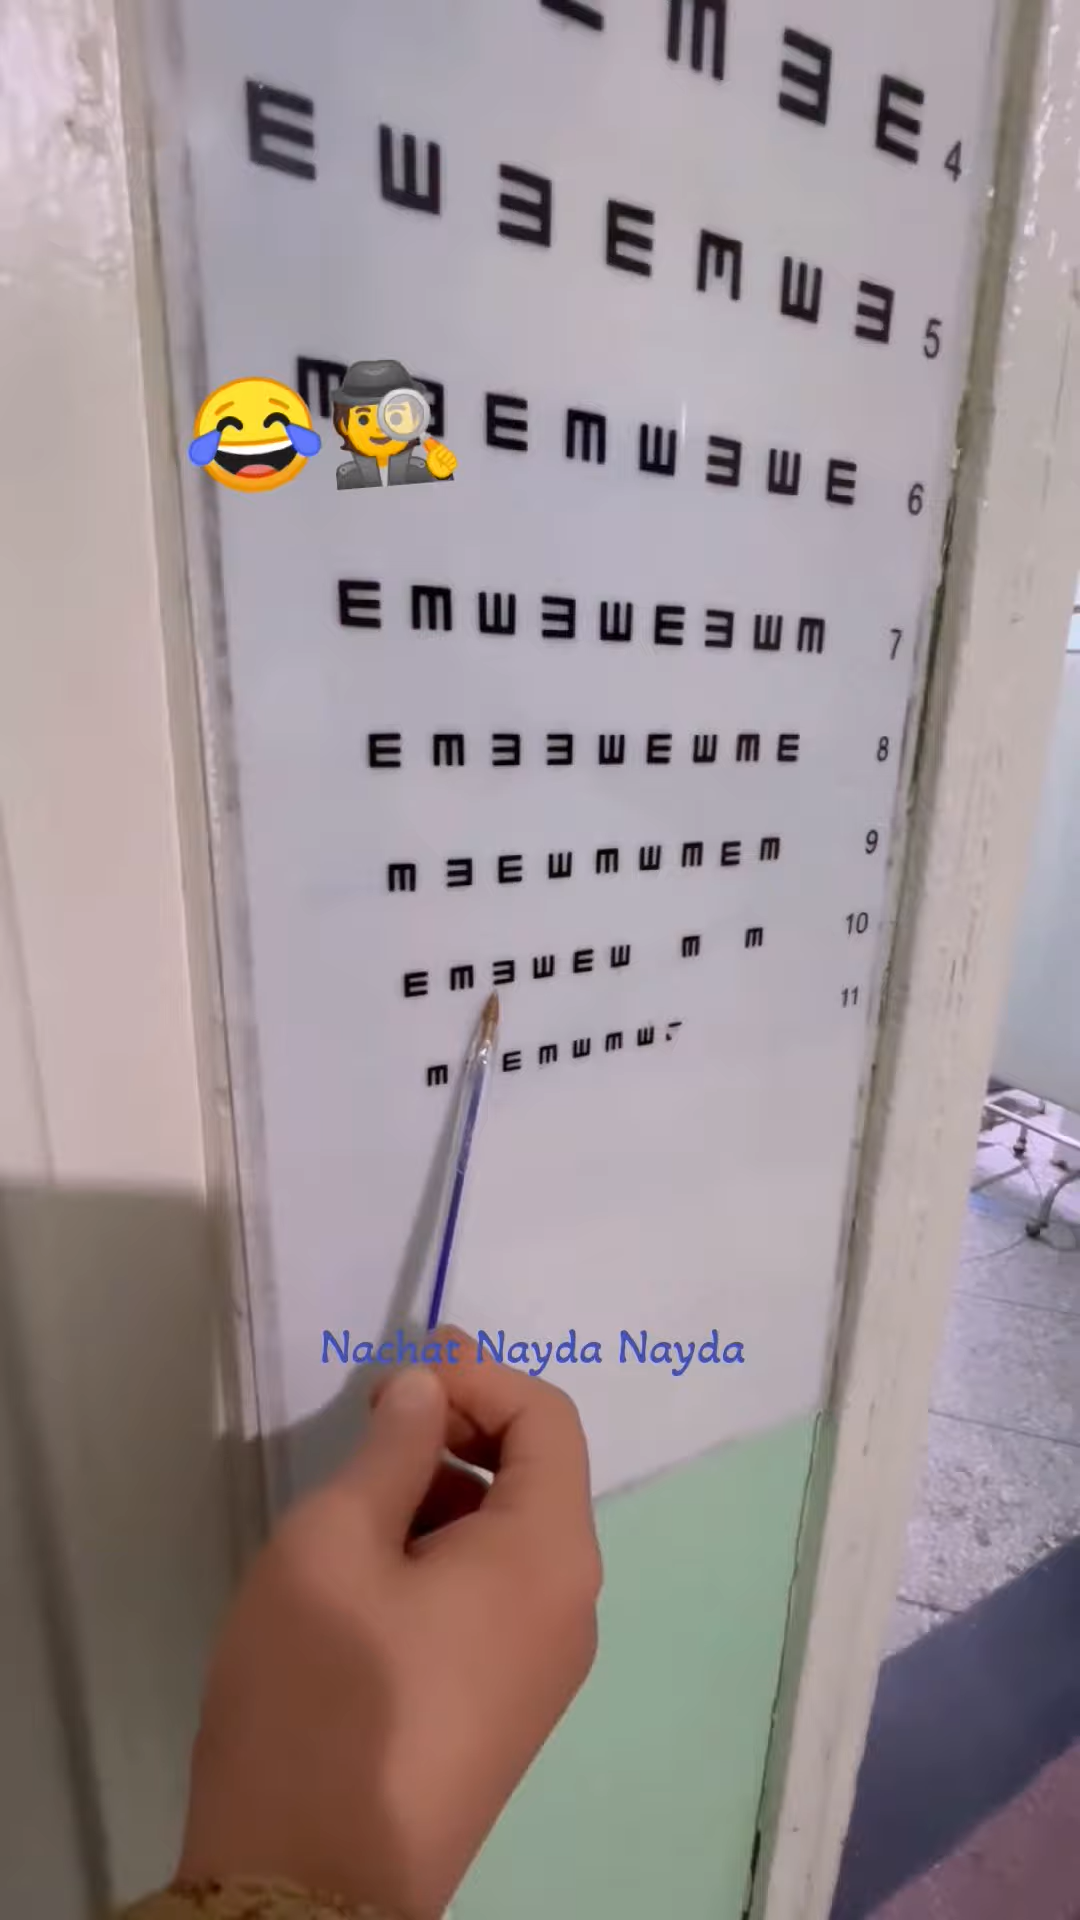 E m Ш E 4
E Ш Ǝ E m Ш Ǝ 5
m Ǝ E m Ш Ǝ Ш E 6
E m Ш Ǝ Ш E Ǝ Ш m 7
E m Ǝ Ǝ Ш E Ш m E 8
m Ǝ E Ш m Ш m E m 9
E m Ǝ Ш E Ш m m 10
m E m Ш m Ш 11
Nachat Nayda Nayda